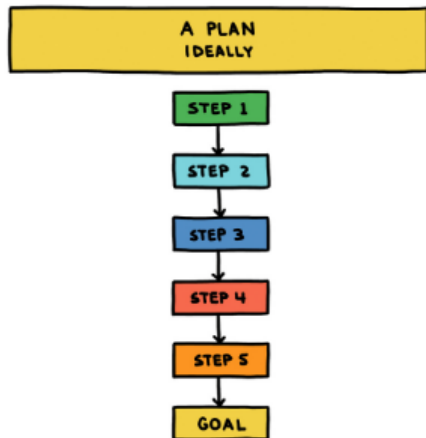 A PLAN
IDEALLY
STEP 1
STEP 2
STEP 3
STEP 4
STEP 5
GOAL